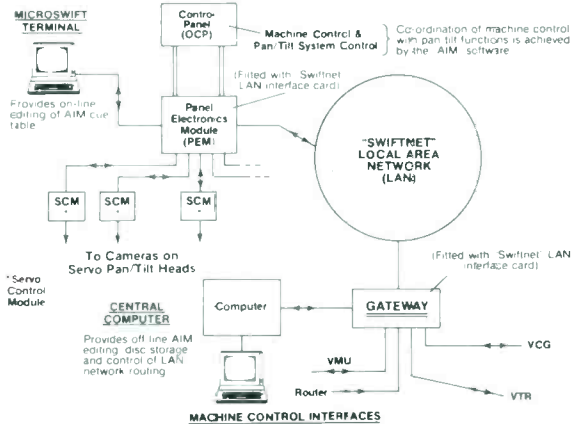 MICROSWIFT
TERMINAL
Provides on-line
editing of AIM cue
table
Control
Panel
(OCP)
Machine Control &
Pan/Tilt System Control
Co-ordination of machine control
with pan tilt functions is achieved
by the AIM software
(Fitted with Swiftnet
LAN interface card)
Panel
Electronics
Module
(PEM)
"SWIFTMET"
LOCAL AREA
NETWORK
(LAN)
SCM
*
SCM
*
SCM
*
To Cameras on
Servo Pan/Tilt Heads
*Servo
Control
Module
CENTRAL
COMPUTER
Provides off line AIM
editing, disc storage
and control of LAN
network routing
Computer
(Fitted with "Swiftnet" LAN
interface card)
GATEWAY
VMU
VCG
Router
VTR
MACHINE CONTROL INTERFACES